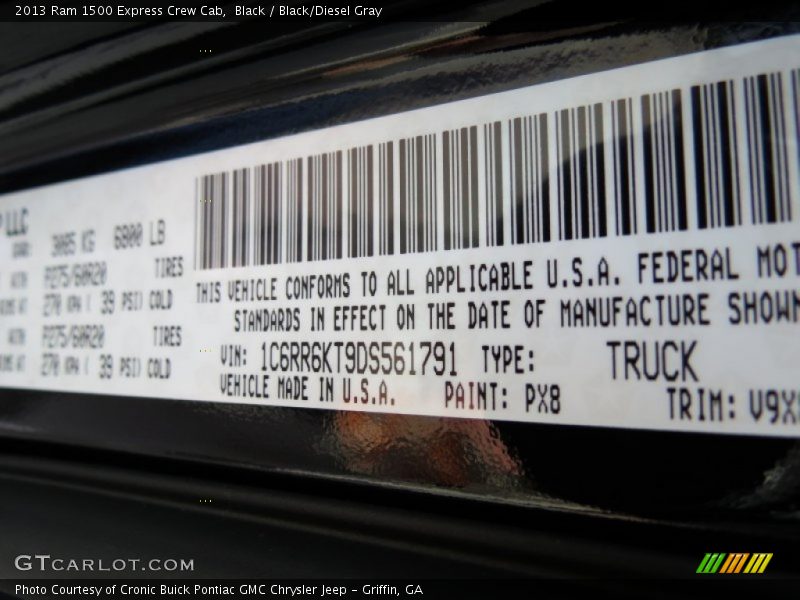 2013 Ram 1500 Express Crew Cab, Black / Black/Diesel Gray
LLC
3085 KG 6800 LB
P275/60R20 TIRES
270 KPA ( 39 PSI) COLD
P275/60R20 TIRES
270 KPA ( 39 PSI) COLD
THIS VEHICLE CONFORMS TO ALL APPLICABLE U.S.A. FEDERAL MOT
STANDARDS IN EFFECT ON THE DATE OF MANUFACTURE SHOWN
VIN: 1C6RR6KT9DS561791 TYPE: TRUCK
VEHICLE MADE IN U.S.A. PAINT: PX8 TRIM: V9X
GTCARLOT.COM
Photo Courtesy of Cronic Buick Pontiac GMC Chrysler Jeep - Griffin, GA